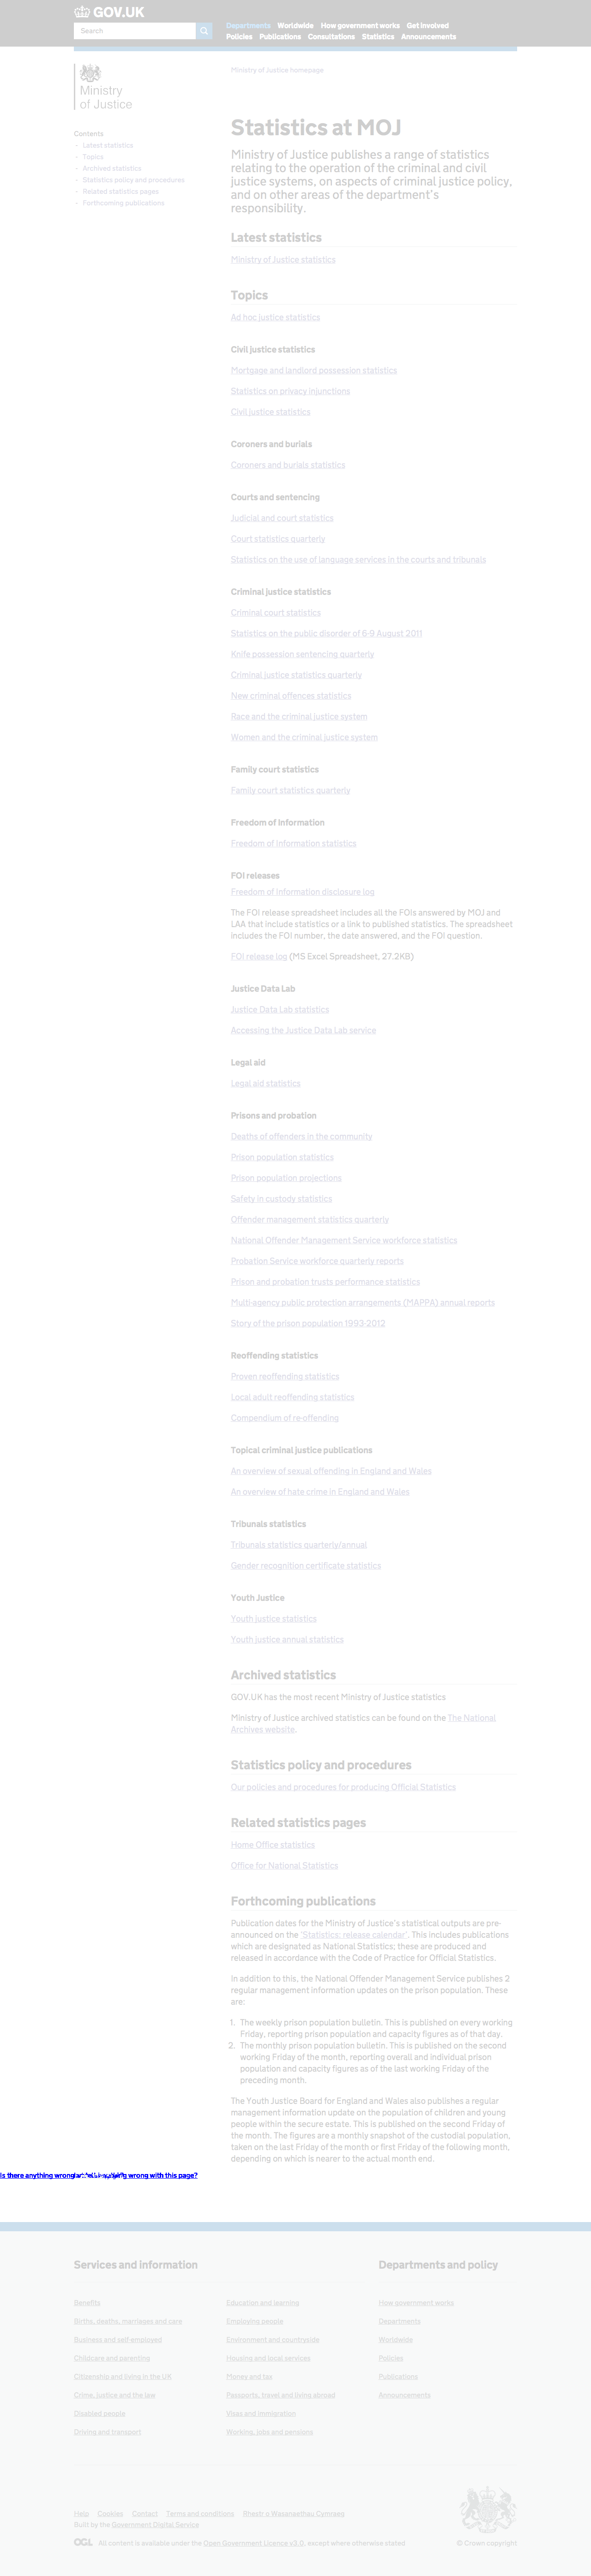 GOV.UK
Search
Departments Worldwide How government works Get involved
Policies Publications Consultations Statistics Announcements
Ministry
of Justice
Ministry of Justice homepage
Contents
- Latest statistics
- Topics
- Archived statistics
- Statistics policy and procedures
- Related statistics pages
- Forthcoming publications
Statistics at MOJ
Ministry of Justice publishes a range of statistics
relating to the operation of the criminal and civil
justice systems, on aspects of criminal justice policy,
and on other areas of the department's
responsibility.
Latest statistics
Ministry of Justice statistics
Topics
Ad hoc justice statistics
Civil justice statistics
Mortgage and landlord possession statistics
Statistics on privacy injunctions
Civil justice statistics
Coroners and burials
Coroners and burials statistics
Courts and sentencing
Judicial and court statistics
Court statistics quarterly
Statistics on the use of language services in the courts and tribunals
Criminal justice statistics
Criminal court statistics
Statistics on the public disorder of 6-9 August 2011
Knife possession sentencing quarterly
Criminal justice statistics quarterly
New criminal offences statistics
Race and the criminal justice system
Women and the criminal justice system
Family court statistics
Family court statistics quarterly
Freedom of Information
Freedom of Information statistics
FOI releases
Freedom of Information disclosure log
The FOI release spreadsheet includes all the FOIs answered by MOJ and
LAA that include statistics or a link to published statistics. The spreadsheet
includes the FOI number, the date answered, and the FOI question.
FOI release log (MS Excel Spreadsheet, 27.2KB)
Justice Data Lab
Justice Data Lab statistics
Accessing the Justice Data Lab service
Legal aid
Legal aid statistics
Prisons and probation
Deaths of offenders in the community
Prison population statistics
Prison population projections
Safety in custody statistics
Offender management statistics quarterly
National Offender Management Service workforce statistics
Probation Service workforce quarterly reports
Prison and probation trusts performance statistics
Multi-agency public protection arrangements (MAPPA) annual reports
Story of the prison population 1993-2012
Reoffending statistics
Proven reoffending statistics
Local adult reoffending statistics
Compendium of re-offending
Topical criminal justice publications
An overview of sexual offending in England and Wales
An overview of hate crime in England and Wales
Tribunals statistics
Tribunals statistics quarterly/annual
Gender recognition certificate statistics
Youth Justice
Youth justice statistics
Youth justice annual statistics
Archived statistics
GOV.UK has the most recent Ministry of Justice statistics
Ministry of Justice archived statistics can be found on the The National
Archives website.
Statistics policy and procedures
Our policies and procedures for producing Official Statistics
Related statistics pages
Home Office statistics
Office for National Statistics
Forthcoming publications
Publication dates for the Ministry of Justice's statistical outputs are pre-
announced on the 'Statistics: release calendar'. This includes publications
which are designated as National Statistics; these are produced and
released in accordance with the Code of Practice for Official Statistics.
In addition to this, the National Offender Management Service publishes 2
regular management information updates on the prison population. These
are:
1. The weekly prison population bulletin. This is published on every working
Friday, reporting prison population and capacity figures as of that day.
2. The monthly prison population bulletin. This is published on the second
working Friday of the month, reporting overall and individual prison
population and capacity figures as of the last working Friday of the
preceding month.
The Youth Justice Board for England and Wales also publishes a regular
management information update on the population of children and young
people within the secure estate. This is published on the second Friday of
the month. The figures are a monthly snapshot of the custodial population,
taken on the last Friday of the month or first Friday of the following month,
depending on which is nearer to the actual month end.
Is there anything wrong wrong with this page?
Services and information
Departments and policy
Benefits
Education and learning
How government works
Births, deaths, marriages and care
Employing people
Departments
Business and self-employed
Environment and countryside
Worldwide
Childcare and parenting
Housing and local services
Policies
Citizenship and living in the UK
Money and tax
Publications
Crime, justice and the law
Passports, travel and living abroad
Announcements
Disabled people
Visas and immigration
Driving and transport
Working, jobs and pensions
Help Cookies Contact Terms and conditions Rhestr o Wasanaethau Cymraeg
Built by the Government Digital Service
OGL All content is available under the Open Government Licence v3.0, except where otherwise stated
© Crown copyright